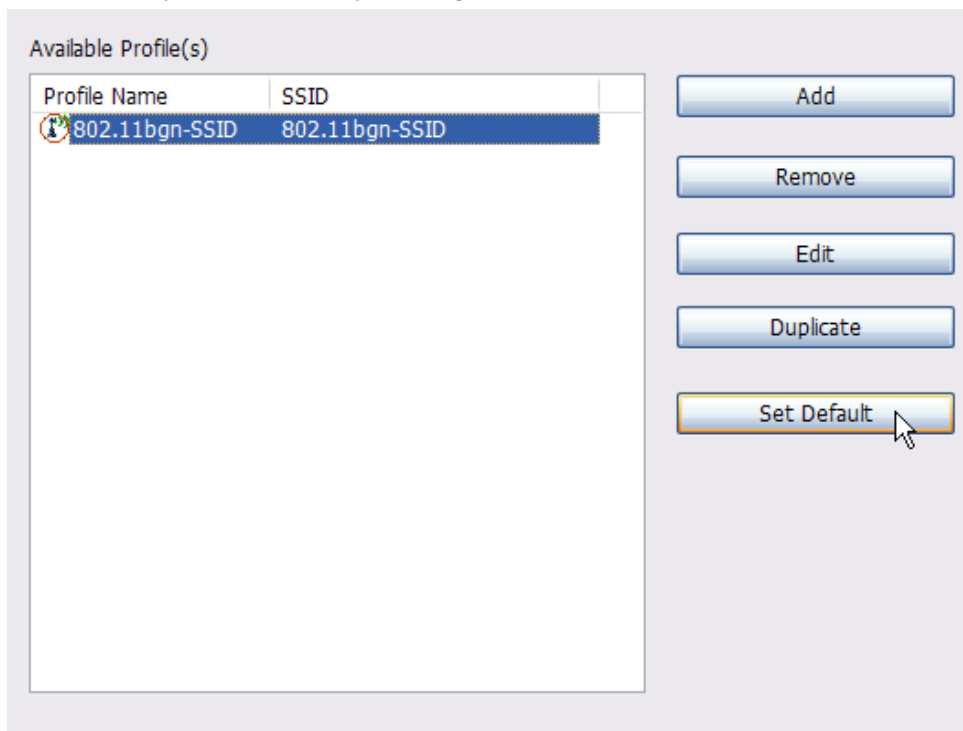 Available Profile(s)
Profile Name SSID
802.11bgn-SSID 802.11bgn-SSID
Add
Remove
Edit
Duplicate
Set Default